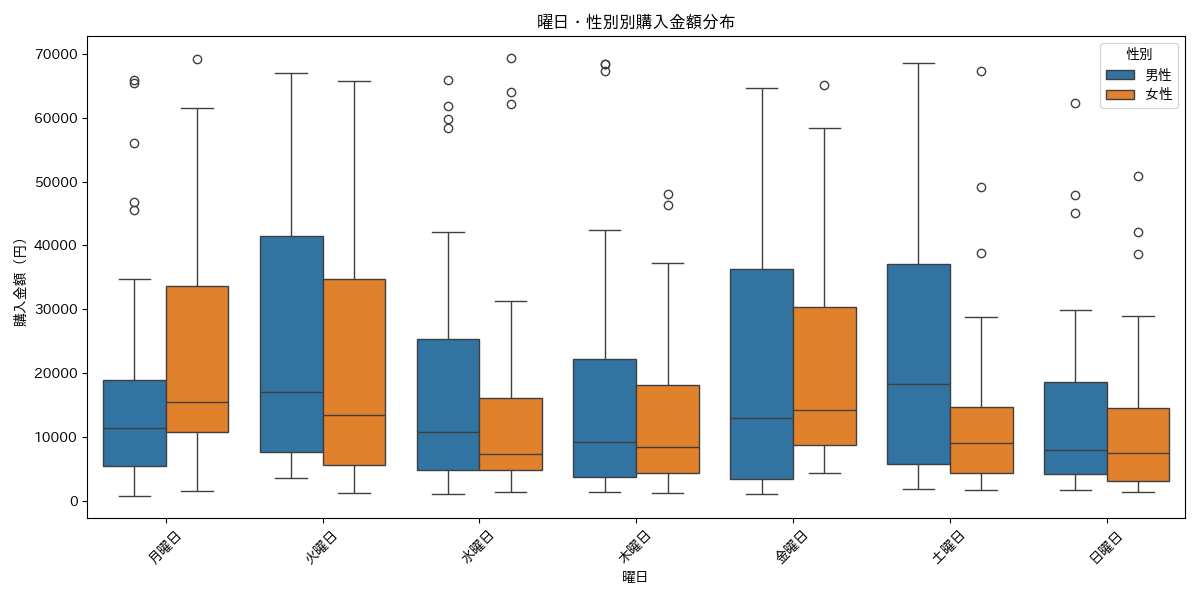 曜日・性別別購入金額分布
性別
男性
女性
購入金額（円）
70000
60000
50000
40000
30000
20000
10000
0
月曜日
火曜日
水曜日
木曜日
金曜日
土曜日
日曜日
曜日